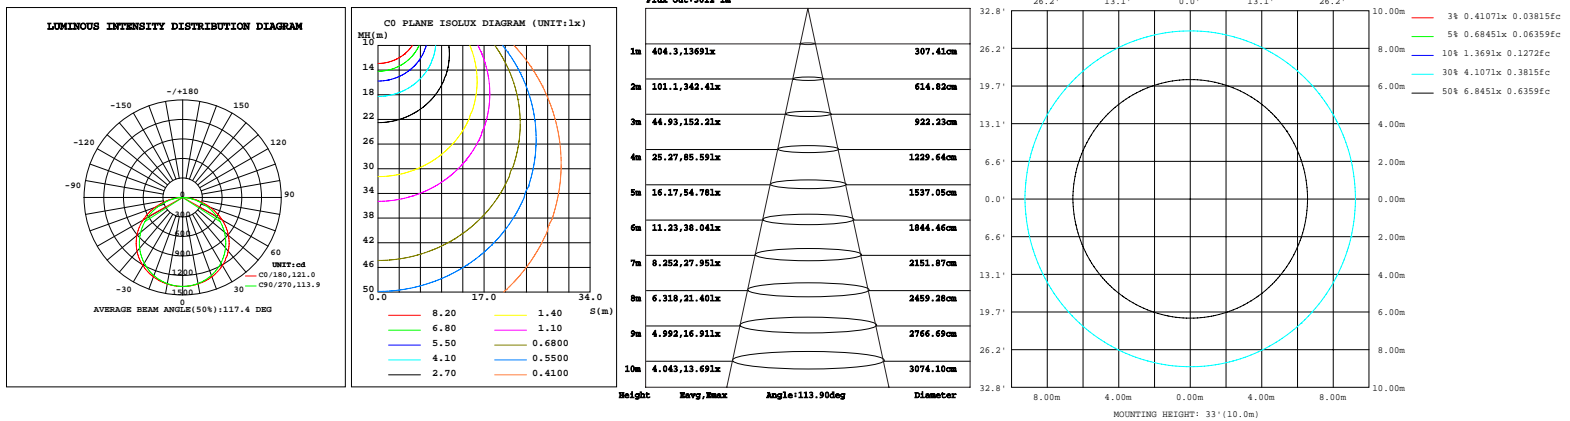 LUMINOUS INTENSITY DISTRIBUTION DIAGRAM
-/+180
-150
150
-120
120
-90
90
0
300
600
900
1200
1500
-60
60
-30
0
UNIT:cd
C0/180,121.0
C90/270,113.9
AVERAGE BEAM ANGLE(50%):117.4 DEG
C0 PLANE ISOLUX DIAGRAM (UNIT:lx)
MH(m)
10
14
18
22
26
30
34
38
42
46
50
0.0
17.0
34.0
S(m)
8.20
1.40
6.80
1.10
5.50
0.6800
4.10
0.5500
2.70
0.4100
1m 404.3,1369lx 307.41cm
2m 101.1,342.4lx 614.82cm
3m 44.93,152.2lx 922.23cm
4m 25.27,85.59lx 1229.64cm
5m 16.17,54.78lx 1537.05cm
6m 11.23,38.04lx 1844.46cm
7m 8.252,27.95lx 2151.87cm
8m 6.318,21.40lx 2459.28cm
9m 4.992,16.91lx 2766.69cm
10m 4.043,13.69lx 3074.10cm
Height Eavg,Emax Angle:113.90deg Diameter
26.2' 13.1' 0.0' 13.1' 26.2'
32.8' 10.00m
26.2' 8.00m
19.7' 6.00m
13.1' 4.00m
6.6' 2.00m
0.0' 0.00m
6.6' 2.00m
13.1' 4.00m
19.7' 6.00m
26.2' 8.00m
32.8' 10.00m
8.00m 4.00m 0.00m 4.00m 8.00m
MOUNTING HEIGHT: 33'(10.0m)
3% 0.4107lx 0.03815fc
5% 0.6845lx 0.06359fc
10% 1.369lx 0.1272fc
30% 4.107lx 0.3815fc
50% 6.845lx 0.6359fc